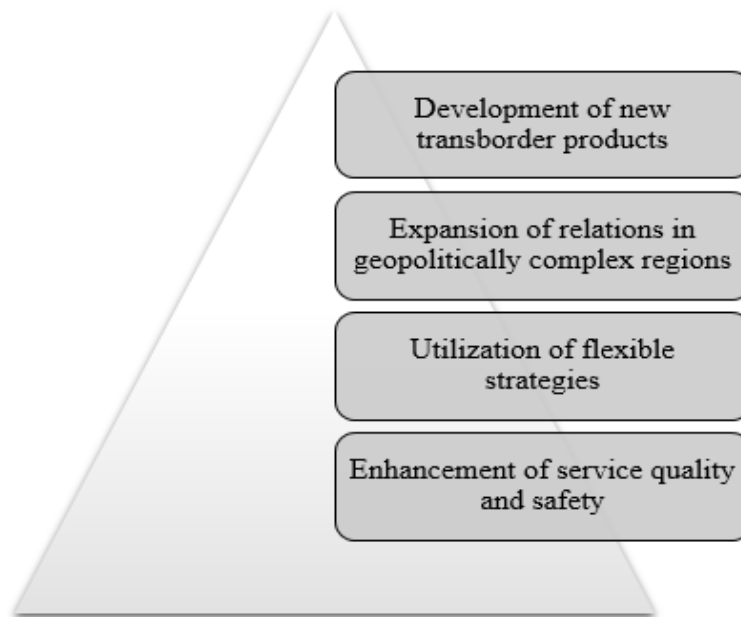 Development of new
transborder products
Expansion of relations in
geopolitically complex regions
Utilization of flexible
strategies
Enhancement of service quality
and safety